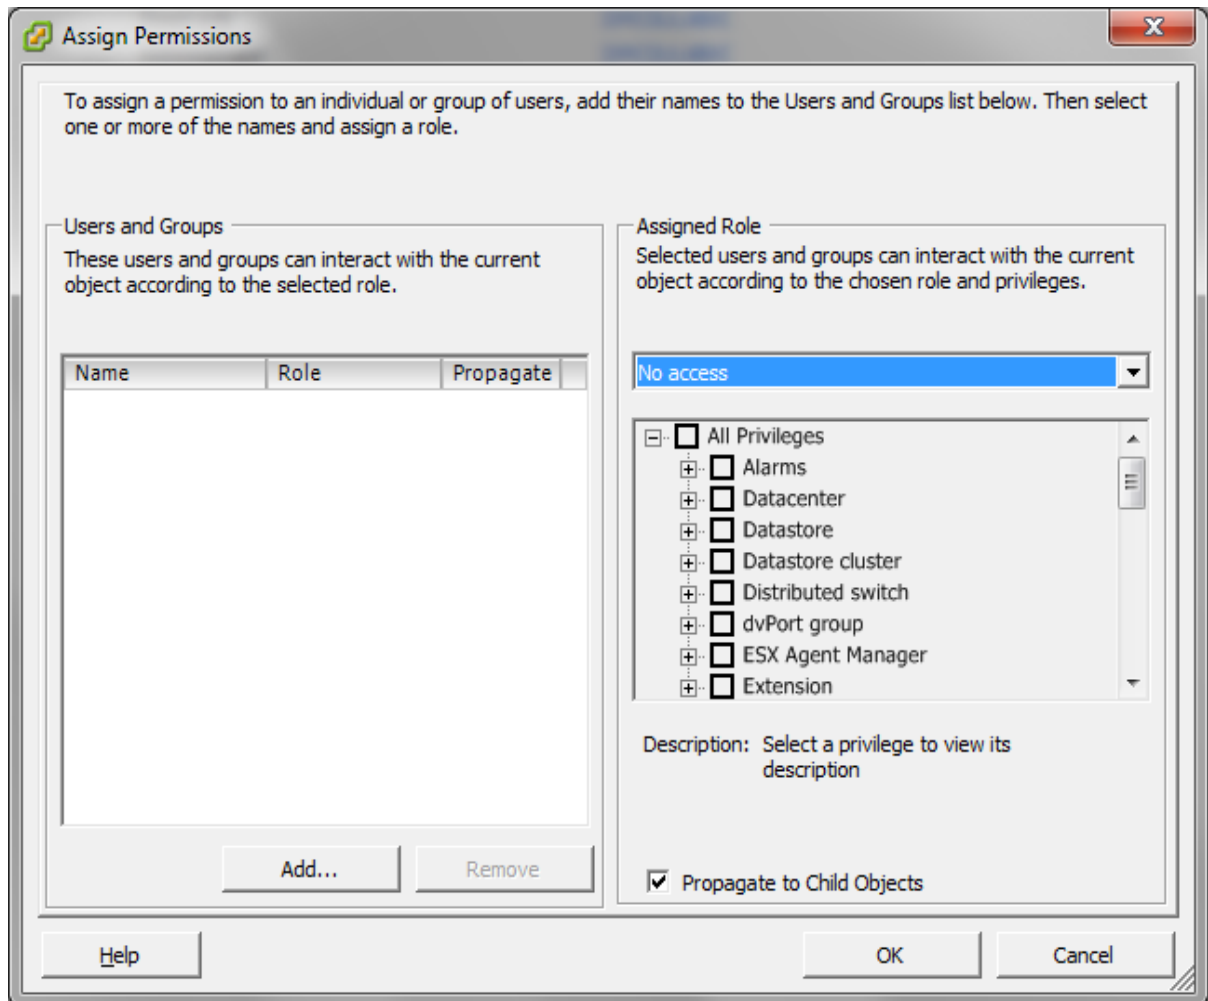 Assign Permissions
To assign a permission to an individual or group of users, add their names to the Users and Groups list below. Then select
one or more of the names and assign a role.
Users and Groups
These users and groups can interact with the current
object according to the selected role.
Name Role Propagate
Add...
Remove
Assigned Role
Selected users and groups can interact with the current
object according to the chosen role and privileges.
No access
All Privileges
Alarms
Datacenter
Datastore
Datastore cluster
Distributed switch
dvPort group
ESX Agent Manager
Extension
Description: Select a privilege to view its
description
Propagate to Child Objects
Help
OK
Cancel